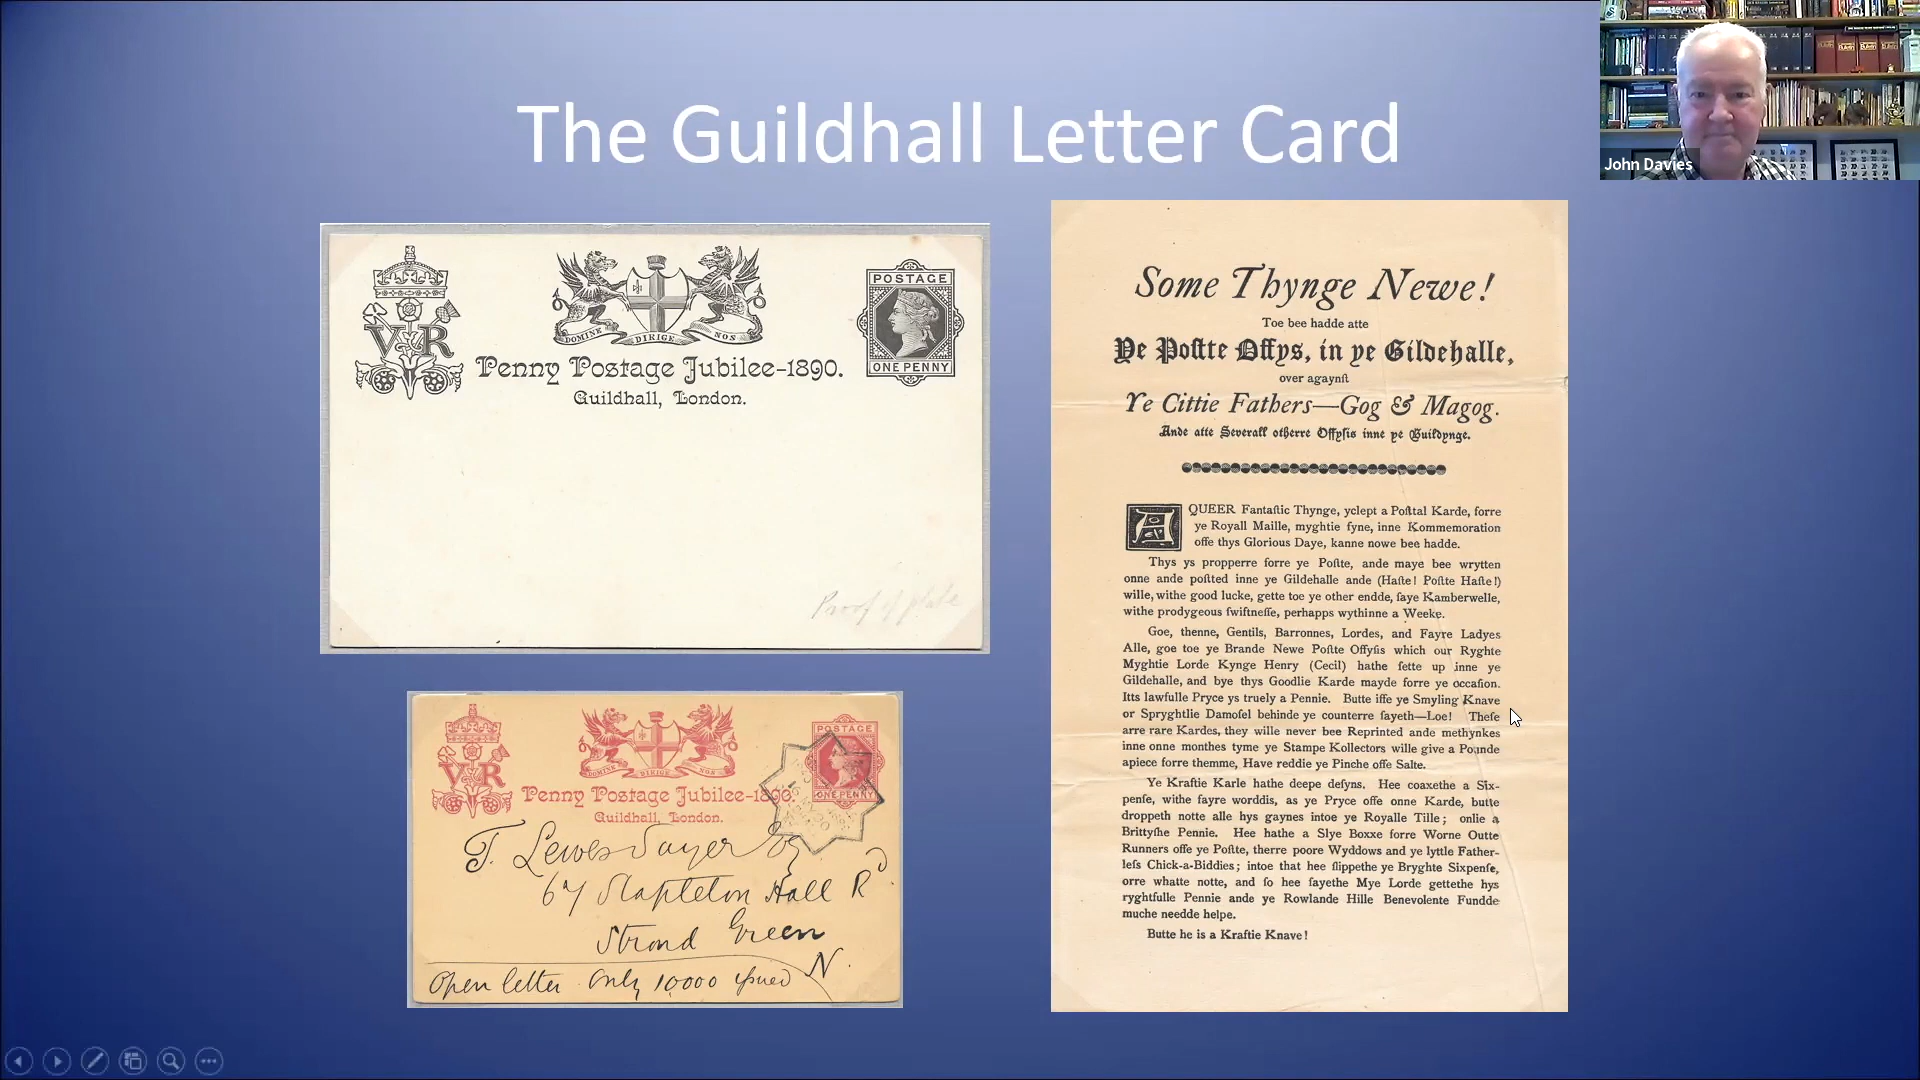 The Guildhall Letter Card
John Davies
POSTAGE
VR
DOMINE DIRIGE NOS
Penny Postage Jubilee-1890.
ONE PENNY
Guildhall, London.
Proof of plate
POSTAGE
VR
DOMINE DIRIGE NOS
Penny Postage Jubilee-1890.
ONE PENNY
Guildhall, London.
T. Lewis Sayer Esq
67 Stapleton Hall Rd
Strond Green
N.
Open letter. Only 10,000 issued
Some Thynge Newe!
Toe bee hadde atte
Ye Poſtte Offys, in ye Gildehalle,
over agaynſt
Ye Cittie Fathers—Gog & Magog.
Ande atte Severall otherre Offyſis inne ye Buildynge.
A QUEER Fantaſtic Thynge, yclept a Poſtal Karde, forre
ye Royall Maille, myghtie fyne, inne Kommemoration
offe thys Glorious Daye, kanne nowe bee hadde.
Thys ys propperre forre ye Poſte, ande maye bee wrytten
onne ande poſted inne ye Gildehalle ande (Haſte! Poſte Haſte!)
wille, withe good lucke, gette toe ye other endde, ſaye Kamberwelle,
withe prodygeous ſwiftneſſe, perhapps wythinne a Weeke.
Goe, thenne, Gentils, Barronnes, Lordes, and Fayre Ladyes
Alle, goe toe ye Brande Newe Poſte Offyſis which our Ryghte
Myghtie Lorde Kynge Henry (Cecil) hathe ſette up inne ye
Gildehalle, and bye thys Goodlie Karde mayde forre ye occaſion.
Itts lawfulle Pryce ys truely a Pennie. Butte iffe ye Smyling Knave
or Spryghtlie Damoſel behinde ye counterre ſayeth—Loe! Theſe
arre rare Kardes, they wille never bee Reprinted ande methynkes
inne onne monthes tyme ye Stampe Kollectors wille give a Pounde
apiece forre themme, Have reddie ye Pinche offe Salte.
Ye Kraftie Karle hathe deepe deſyns. Hee coaxethe a Six-
penſe, withe fayre worddis, as ye Pryce offe onne Karde, butte
droppeth notte alle hys gaynes intoe ye Royalle Tille; onlie a
Brittyſhe Pennie. Hee hathe a Slye Boxxe forre Worne Outte
Runners offe ye Poſte, therre poore Wyddows and ye lyttle Father-
leſs Chick-a-Biddies; intoe that hee ſlippethe ye Bryghte Sixpenſe,
orre whatte notte, and ſo hee ſayethe Mye Lorde gettethe hys
ryghtfulle Pennie ande ye Rowlande Hille Benevolente Fundde
muche needde helpe.
Butte he is a Kraftie Knave!